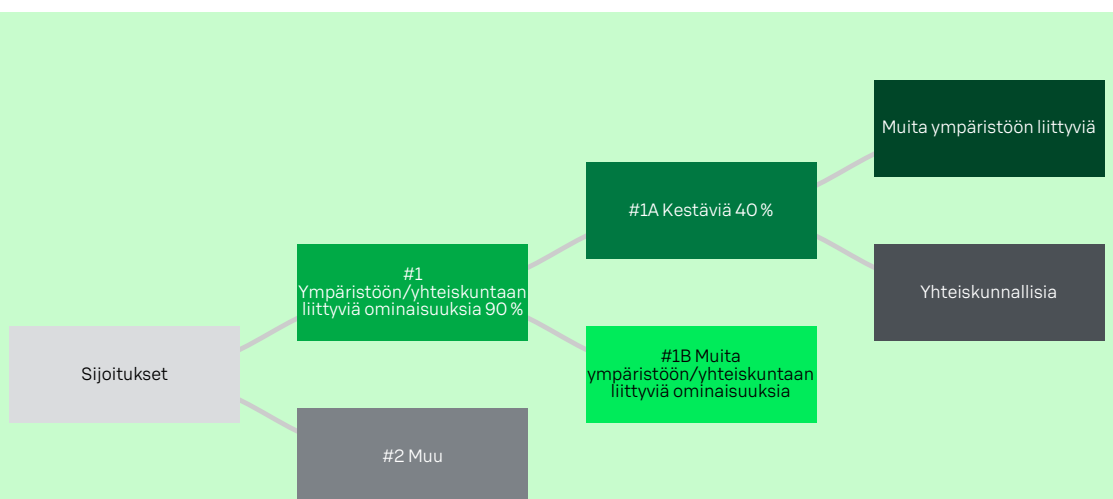 Muita ympäristöön liittyviä
#1A Kestäviä 40 %
#1
Ympäristöön/yhteiskuntaan
liittyviä ominaisuuksia 90 %
Yhteiskunnallisia
Sijoitukset
#1B Muita
ympäristöön/yhteiskuntaan
liittyviä ominaisuuksia
#2 Muu